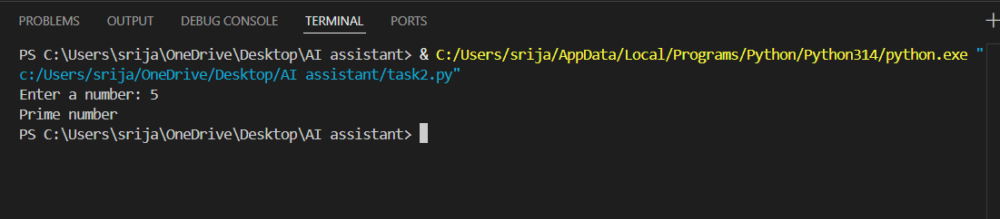 PROBLEMS OUTPUT DEBUG CONSOLE TERMINAL PORTS
PS C:\Users\srija\OneDrive\Desktop\AI assistant> & C:/Users/srija/AppData/Local/Programs/Python/Python314/python.exe "
c:/Users/srija/OneDrive/Desktop/AI assistant/task2.py"
Enter a number: 5
Prime number
PS C:\Users\srija\OneDrive\Desktop\AI assistant>